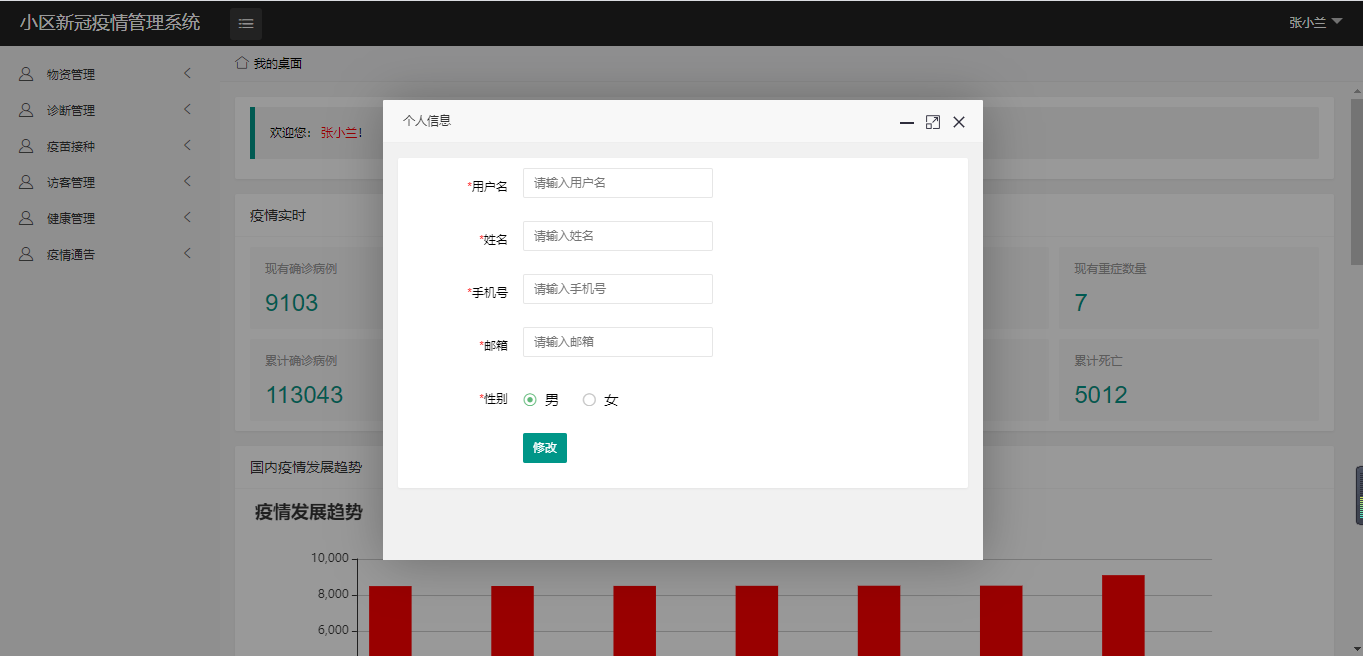 小区新冠疫情管理系统
张小兰
物资管理
诊断管理
疫苗接种
访客管理
健康管理
疫情通告
我的桌面
欢迎您： 张小兰!
疫情实时
现有确诊病例
9103
现有重症数量
7
累计确诊病例
113043
累计死亡
5012
国内疫情发展趋势
疫情发展趋势
10,000
8,000
6,000
个人信息
*用户名 请输入用户名
*姓名 请输入姓名
*手机号 请输入手机号
*邮箱 请输入邮箱
*性别 男 女
修改